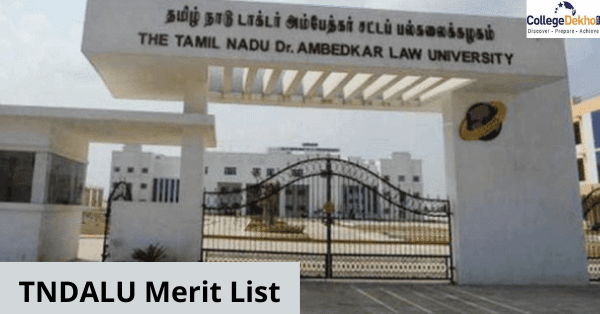 தமிழ் நாடு டாக்டர் அம்பேத்கர் சட்டப் பல்கலைக்கழகம்
THE TAMIL NADU Dr. AMBEDKAR LAW UNIVERSITY
CollegeDekho
Discover - Prepare - Achieve
TNDALU Merit List